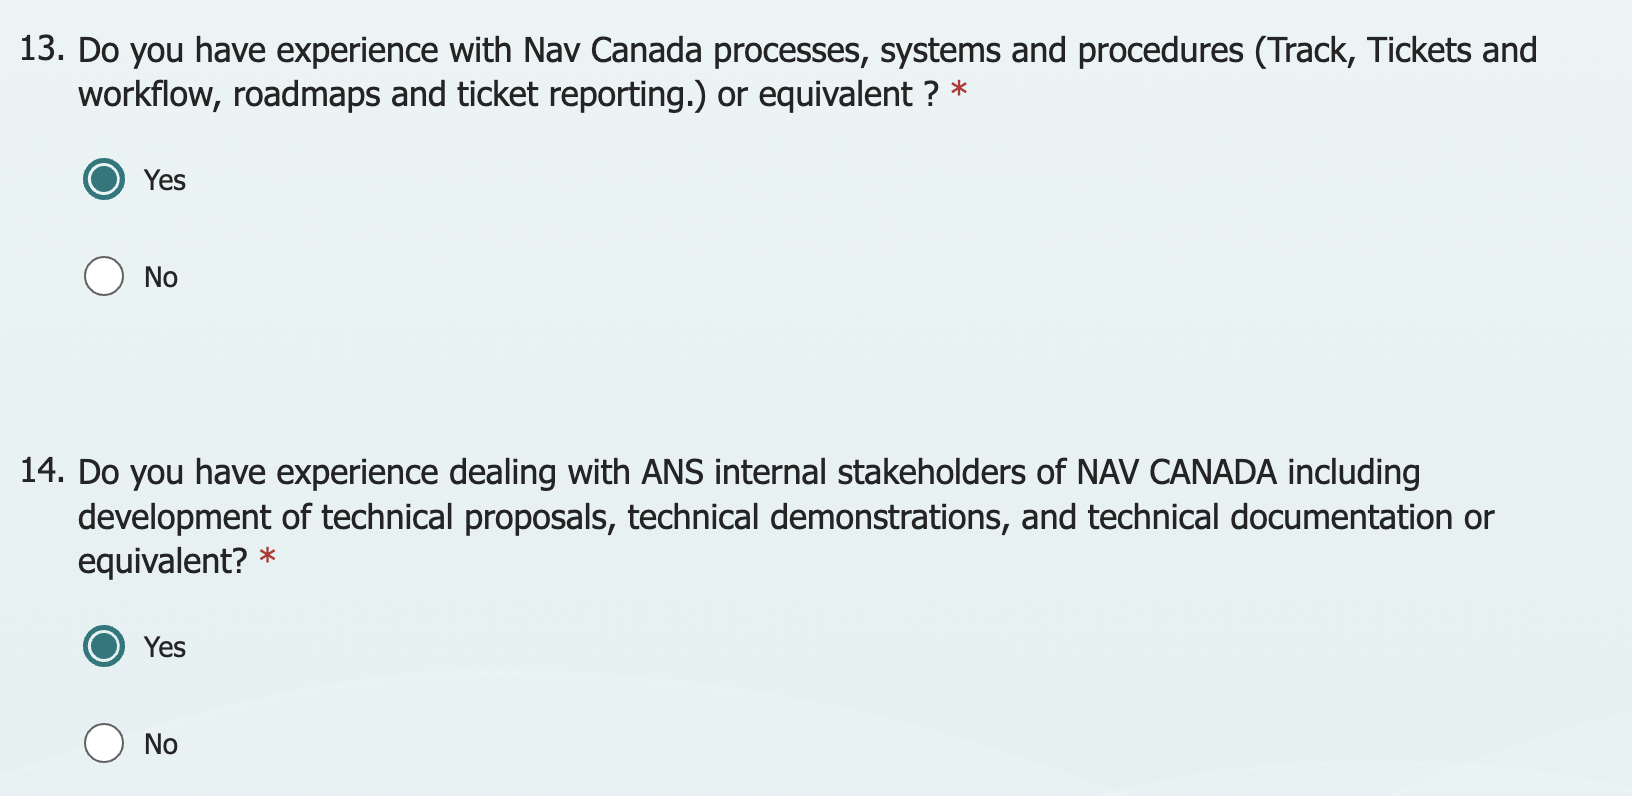 13. Do you have experience with Nav Canada processes, systems and procedures (Track, Tickets and
workflow, roadmaps and ticket reporting.) or equivalent ? *
Yes
No
14. Do you have experience dealing with ANS internal stakeholders of NAV CANADA including
development of technical proposals, technical demonstrations, and technical documentation or
equivalent? *
Yes
No